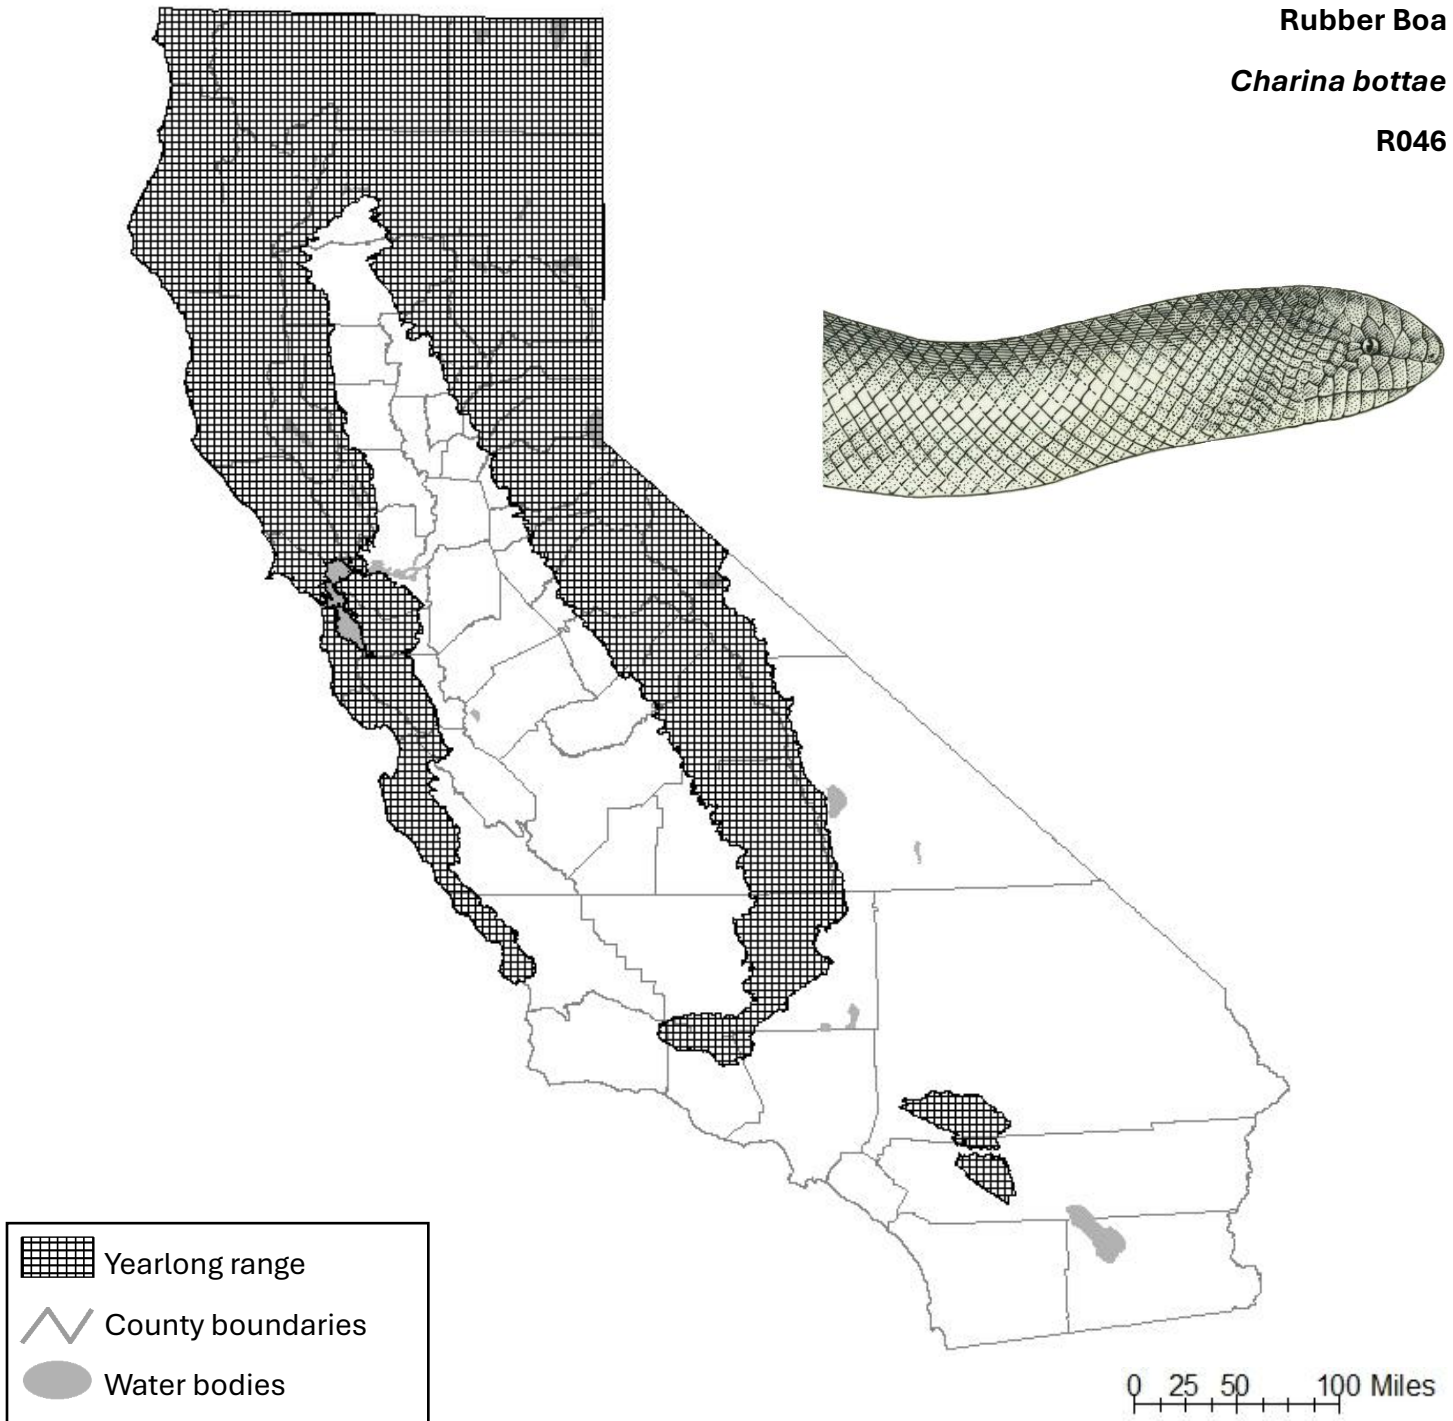 Rubber Boa
Charina bottae
R046
Yearlong range
County boundaries
Water bodies
0 25 50 100 Miles